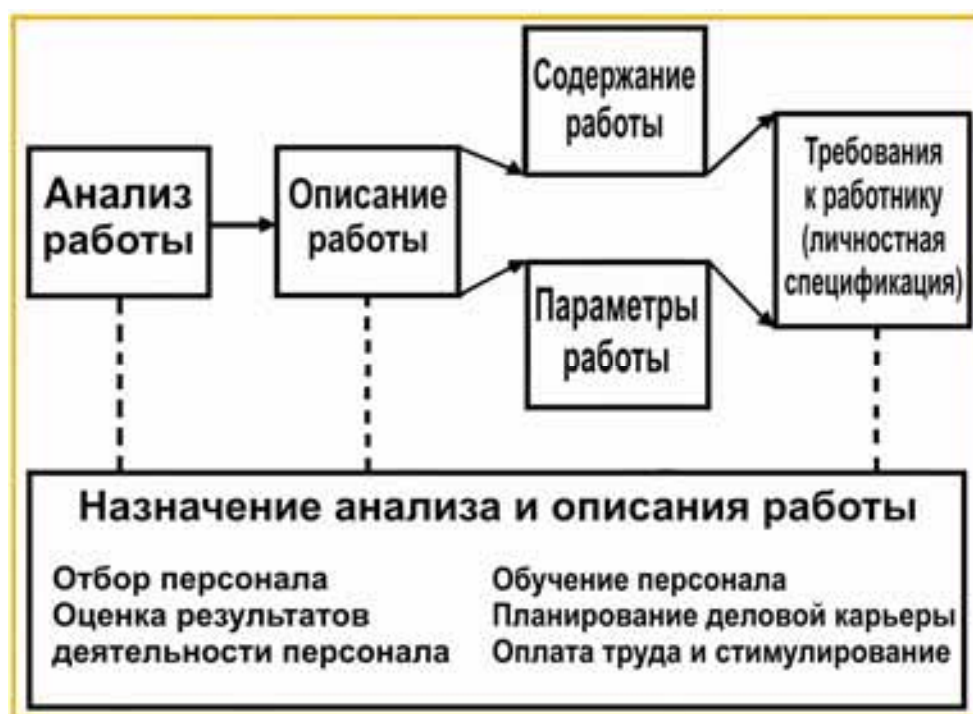 Анализ
работы
Описание
работы
Содержание
работы
Параметры
работы
Требования
к работнику
(личностная
спецификация)
Назначение анализа и описания работы
Отбор персонала
Оценка результатов
деятельности персонала
Обучение персонала
Планирование деловой карьеры
Оплата труда и стимулирование